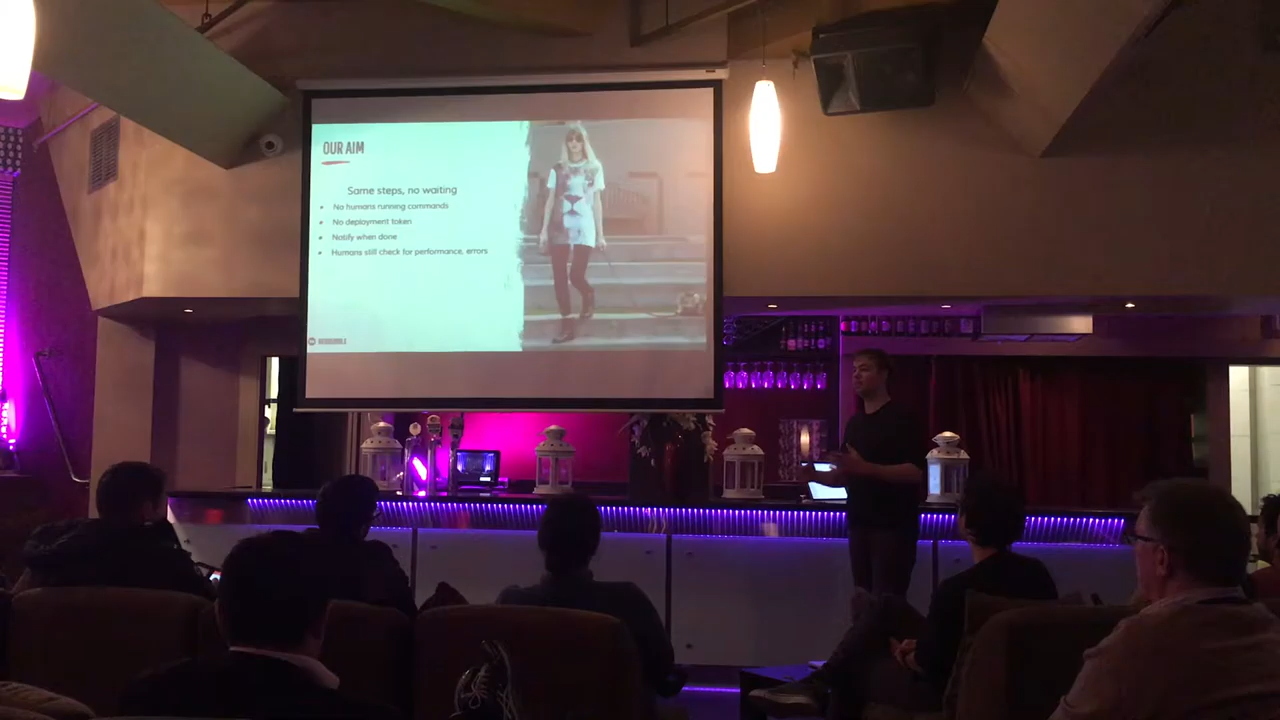 OUR AIM
Same steps, no waiting
No humans running commands
No deployment token
Notify when done
Humans still check for performance, errors